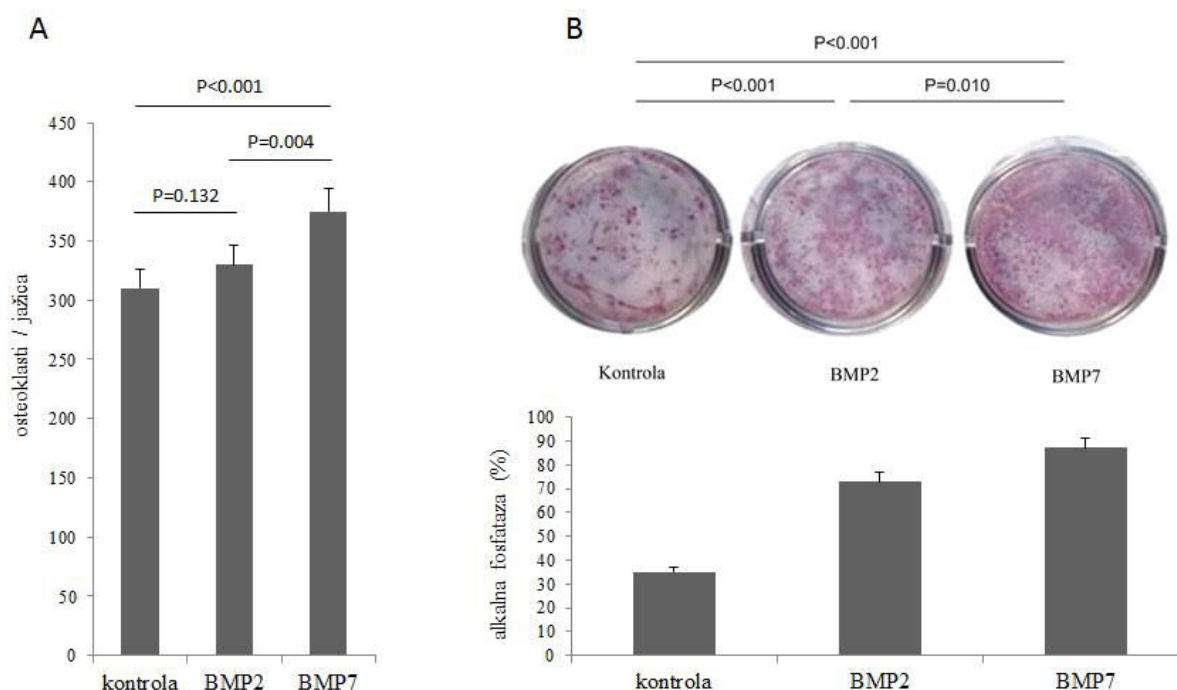 A
P<0.001
P=0.004
P=0.132
450
400
350
300
250
200
150
100
50
0
osteoklasti / jažica
kontrola BMP2 BMP7
B
P<0.001
P<0.001 P=0.010
Kontrola BMP2 BMP7
100
90
80
70
60
50
40
30
20
10
0
alkalna fosfataza (%)
kontrola BMP2 BMP7